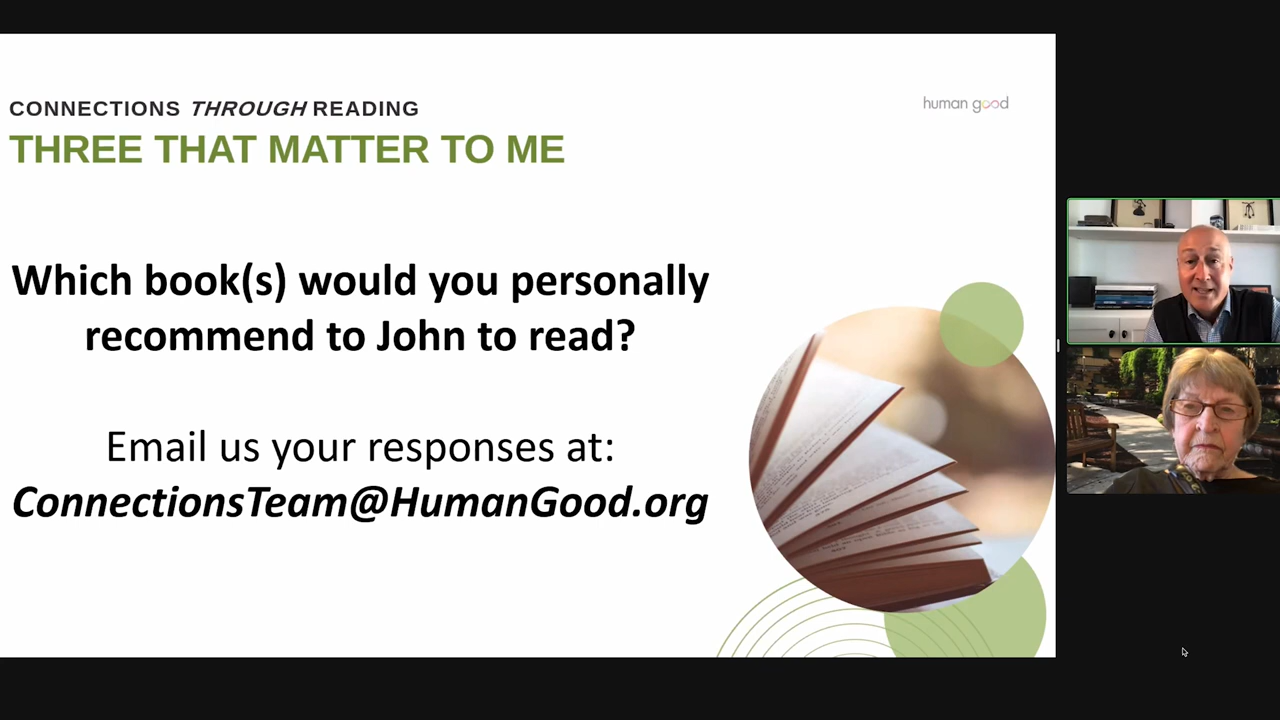 CONNECTIONS THROUGH READING
human good
THREE THAT MATTER TO ME
Which book(s) would you personally
recommend to John to read?
Email us your responses at:
ConnectionsTeam@HumanGood.org